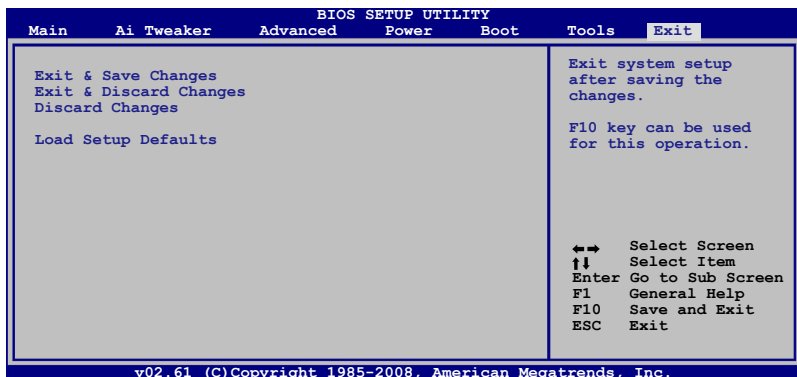 BIOS SETUP UTILITY
Main Ai Tweaker Advanced Power Boot Tools Exit
Exit & Save Changes
Exit & Discard Changes
Discard Changes
Load Setup Defaults
Exit system setup
after saving the
changes.
F10 key can be used
for this operation.
←→ Select Screen
↑↓ Select Item
Enter Go to Sub Screen
F1 General Help
F10 Save and Exit
ESC Exit
v02.61 (C)Copyright 1985-2008, American Megatrends, Inc.